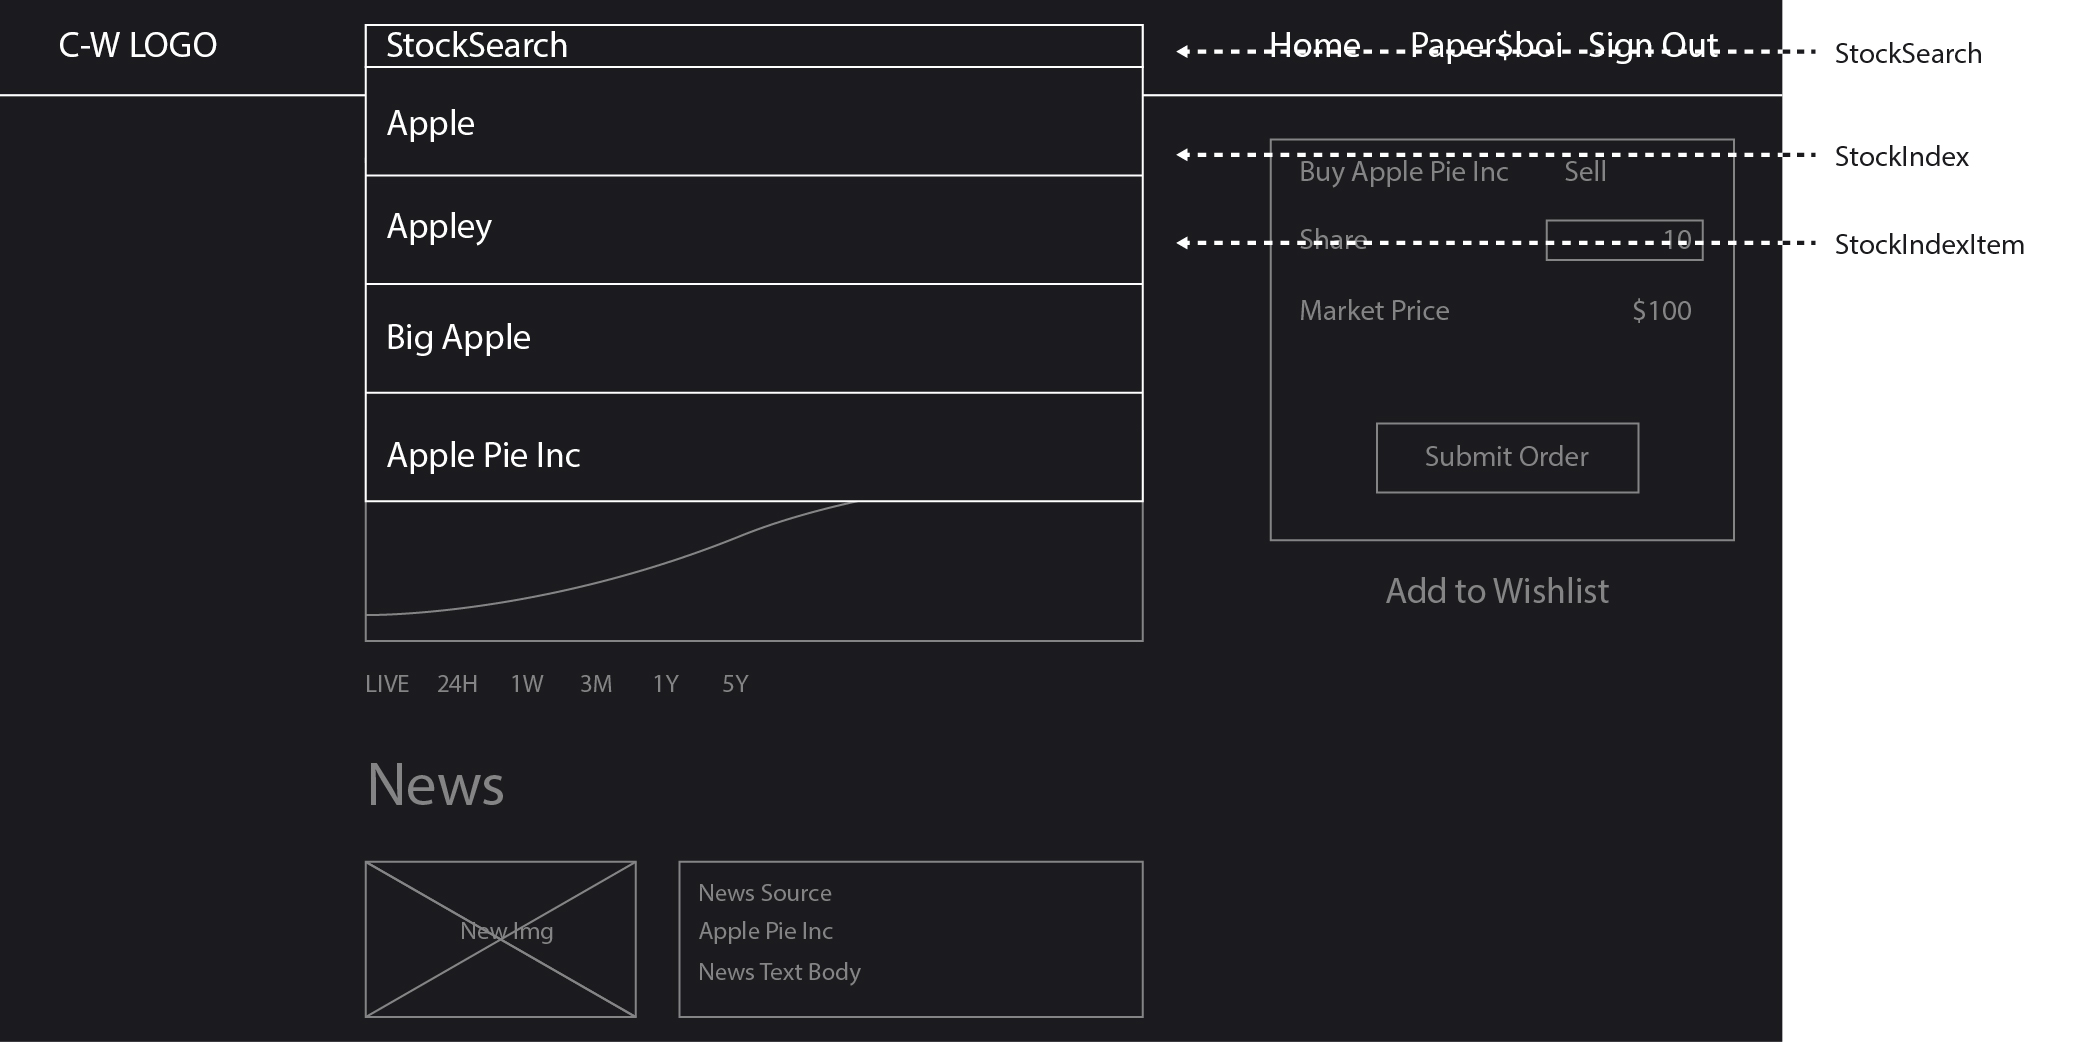 C-W LOGO
StockSearch
Home Paper$boi Sign Out
StockSearch
Apple
StockIndex
Buy Apple Pie Inc Sell
Appley
Share 10
StockIndexItem
Market Price $100
Big Apple
Apple Pie Inc
Submit Order
Add to Wishlist
LIVE 24H 1W 3M 1Y 5Y
News
New Img
News Source
Apple Pie Inc
News Text Body